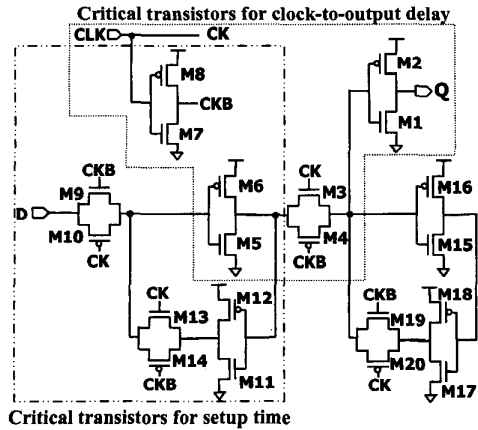 Critical transistors for clock-to-output delay
CLK CK
M8
M2
CKB Q
M7
M1
CKB
CK
M9
M6
M3
M16
D
M10
M5
M4
M15
CK
CKB
CK
M13
M12
CKB
M19
M18
M14
M20
CKB
M11
CK
M17
Critical transistors for setup time